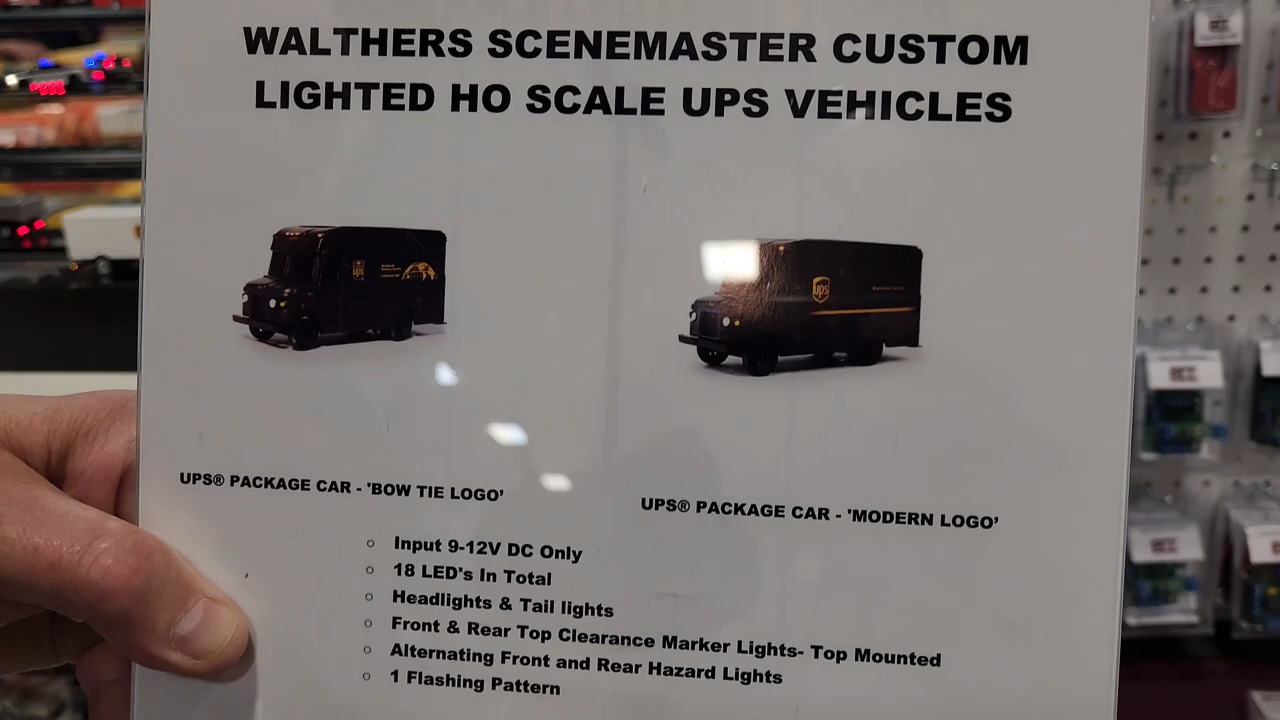 WALTHERS SCENEMASTER CUSTOM
LIGHTED HO SCALE UPS VEHICLES
ups
ups
UPS® PACKAGE CAR - 'BOW TIE LOGO'
UPS® PACKAGE CAR - 'MODERN LOGO'
Input 9-12V DC Only
18 LED's In Total
Headlights & Tail lights
Front & Rear Top Clearance Marker Lights- Top Mounted
Alternating Front and Rear Hazard Lights
1 Flashing Pattern